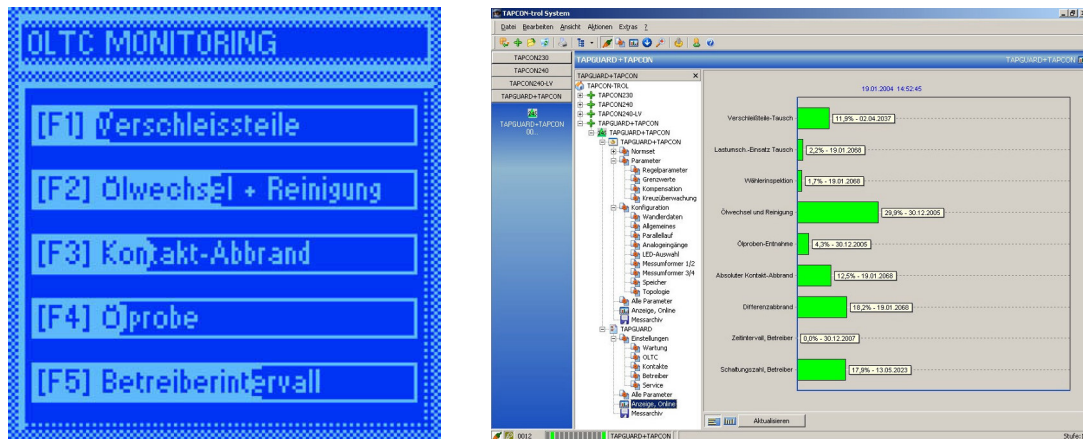 OLTC MONITORING
[F1] Verschleissteile
[F2] Ölwechsel + Reinigung
[F3] Kontakt-Abbrand
[F4] Ölprobe
[F5] Betreiberintervall
TAPCON-trol System
Datei Bearbeiten Ansicht Aktionen Extras ?
TAPCON230
TAPCON240
TAPCON240-LV
TAPGUARD+TAPCON
TAPGUARD+TAPCON
00..
TAPGUARD+TAPCON
TAPGUARD+TAPCON
TAPGUARD+TAPCON
TAPCON-TROL
TAPCON230
TAPCON240
TAPCON240-LV
TAPGUARD+TAPCON
TAPGUARD+TAPCON
TAPGUARD+TAPCON
Normset
Parameter
Regelparameter
Grenzwerte
Kompensation
Kreuzüberwachung
Konfiguration
Wandlerdaten
Allgemeines
Parallellauf
Analogeingänge
LED-Auswahl
Messumformer 1/2
Messumformer 3/4
Speicher
Topologie
Alle Parameter
Anzeige, Online
Messarchiv
TAPGUARD
Einstellungen
Wartung
OLTC
Kontakte
Betreiber
Service
Alle Parameter
Anzeige, Online
Messarchiv
19.01.2004 14:52:45
Verschleißteile-Tausch 11,9% - 02.04.2037
Lastumsch.-Einsatz Tausch 2,2% - 19.01.2068
Wählerinspektion 1,7% - 19.01.2068
Ölwechsel und Reinigung 29,9% - 30.12.2005
Ölproben-Entnahme 4,3% - 30.12.2005
Absoluter Kontakt-Abbrand 12,5% - 19.01.2068
Differenzabbrand 18,2% - 19.01.2068
Zeitintervall, Betreiber 0,0% - 30.12.2007
Schaltungszahl, Betreiber 17,9% - 13.05.2023
Aktualisieren
0012 TAPGUARD+TAPCON